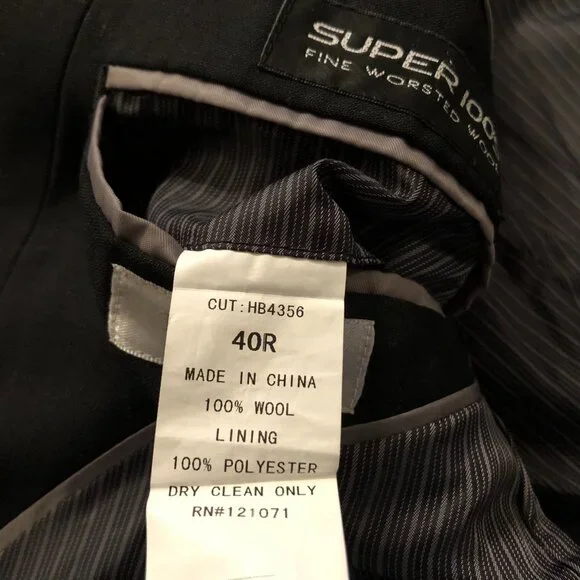 SUPER 100S
FINE WORSTED WOOL
CUT:HB4356
40R
MADE IN CHINA
100% WOOL
LINING
100% POLYESTER
DRY CLEAN ONLY
RN#121071